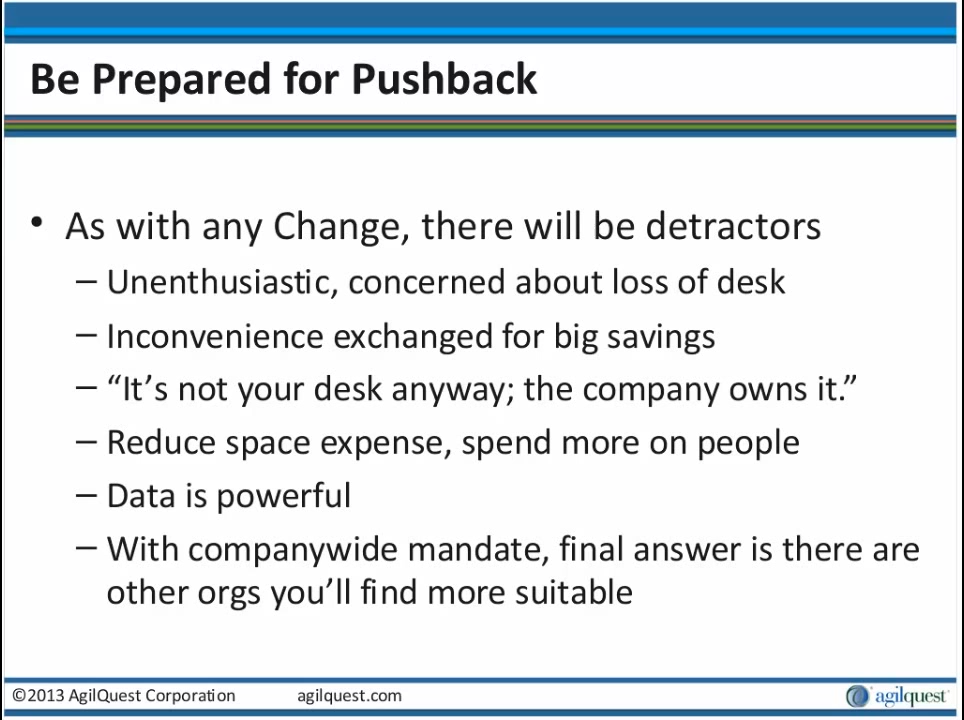 Be Prepared for Pushback
• As with any Change, there will be detractors
– Unenthusiastic, concerned about loss of desk
– Inconvenience exchanged for big savings
– “It’s not your desk anyway; the company owns it.”
– Reduce space expense, spend more on people
– Data is powerful
– With companywide mandate, final answer is there are
other orgs you’ll find more suitable
©2013 AgilQuest Corporation agilquest.com agilquest